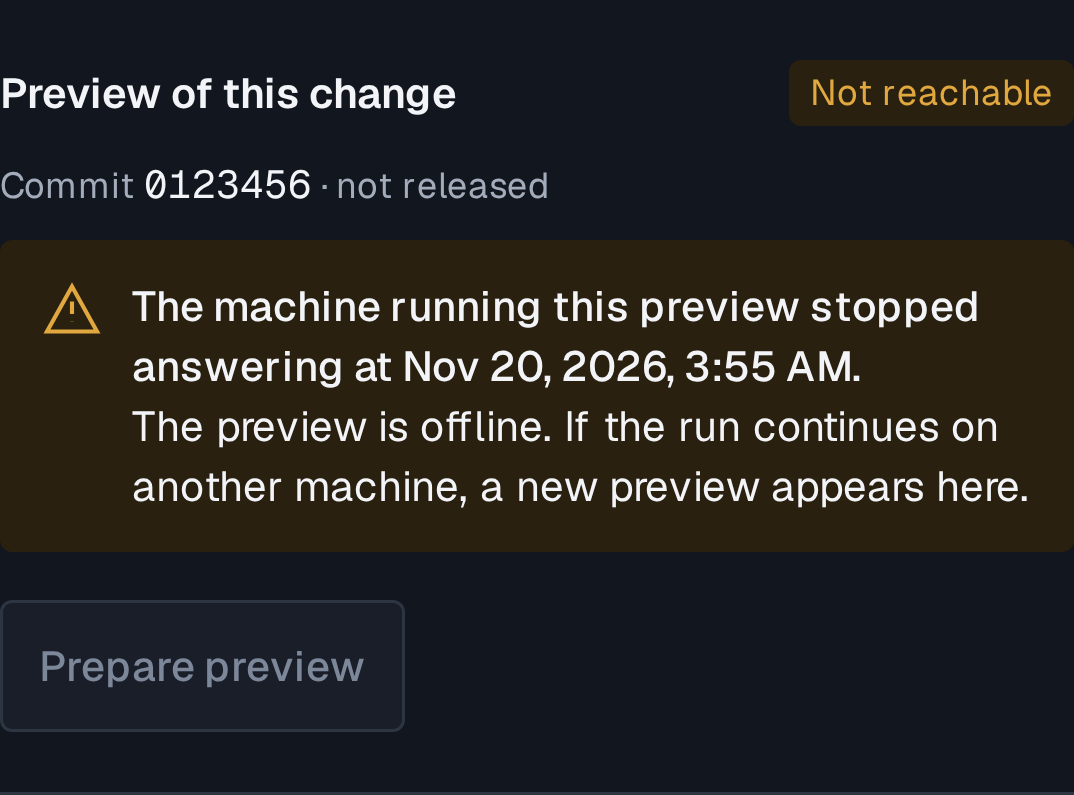 Preview of this change
Not reachable
Commit 0123456 · not released
The machine running this preview stopped
answering at Nov 20, 2026, 3:55 AM.
The preview is offline. If the run continues on
another machine, a new preview appears here.
Prepare preview